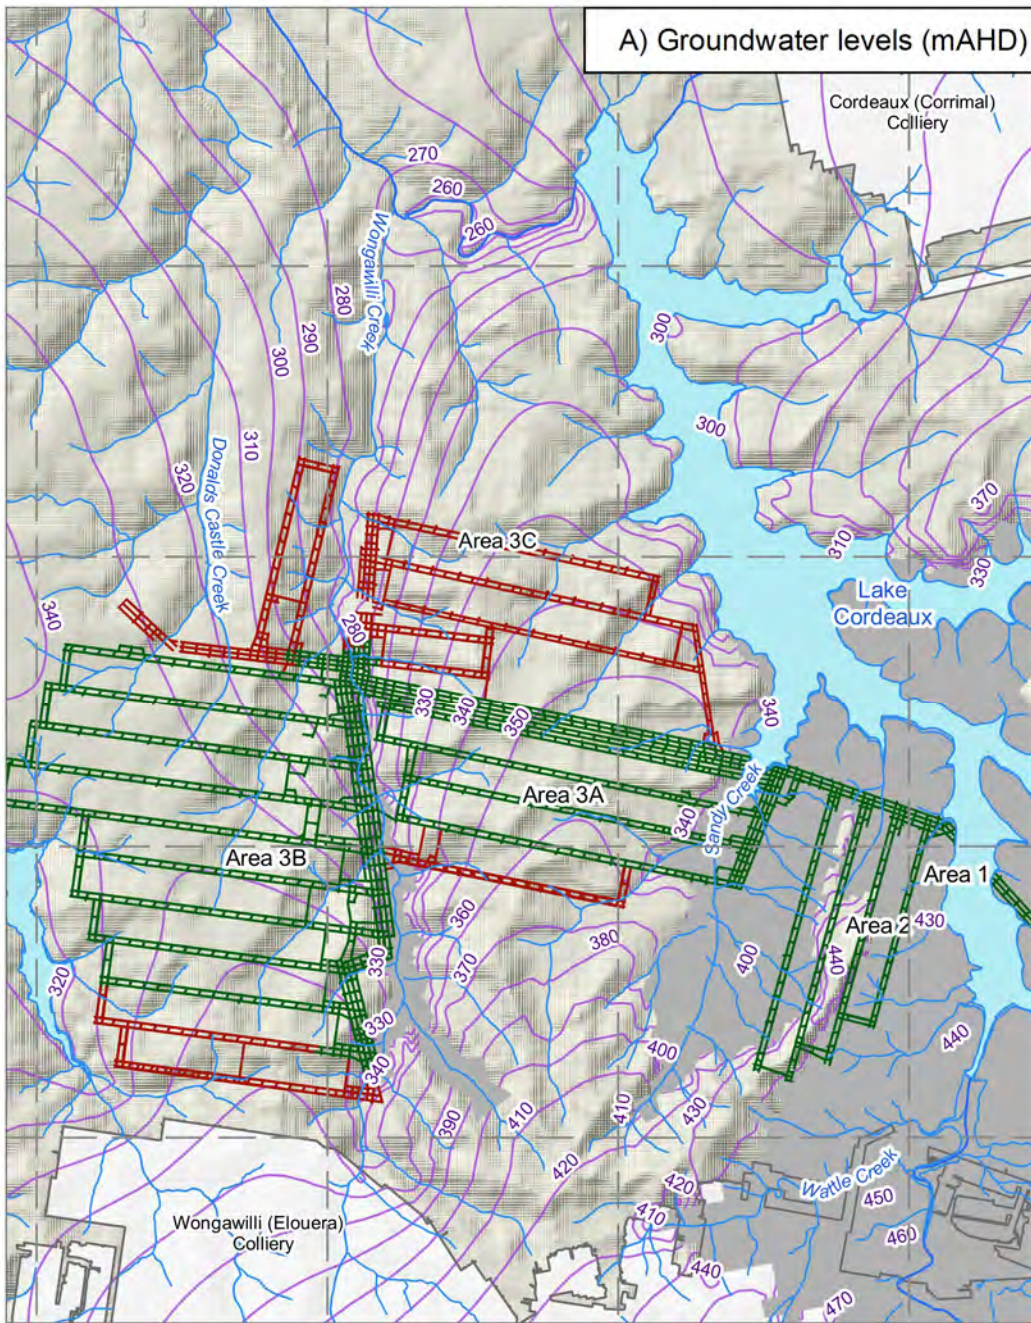 A) Groundwater levels (mAHD)
Cordeaux (Corrimal)
Colliery
270
260
260
Wongawilli Creek
280
290
300
300
300
310
320
Donalds Castle Creek
370
310
330
Area 3C
Lake
Cordeaux
340
280
330
340
350
340
Area 3A
340
Sandy Creek
Area 3B
Area 1
360
Area 2
430
380
330
370
400
440
320
330
400
440
340
390
410
410
430
420
420
Wattle Creek
450
410
460
Wongawilli (Elouera)
Colliery
440
470